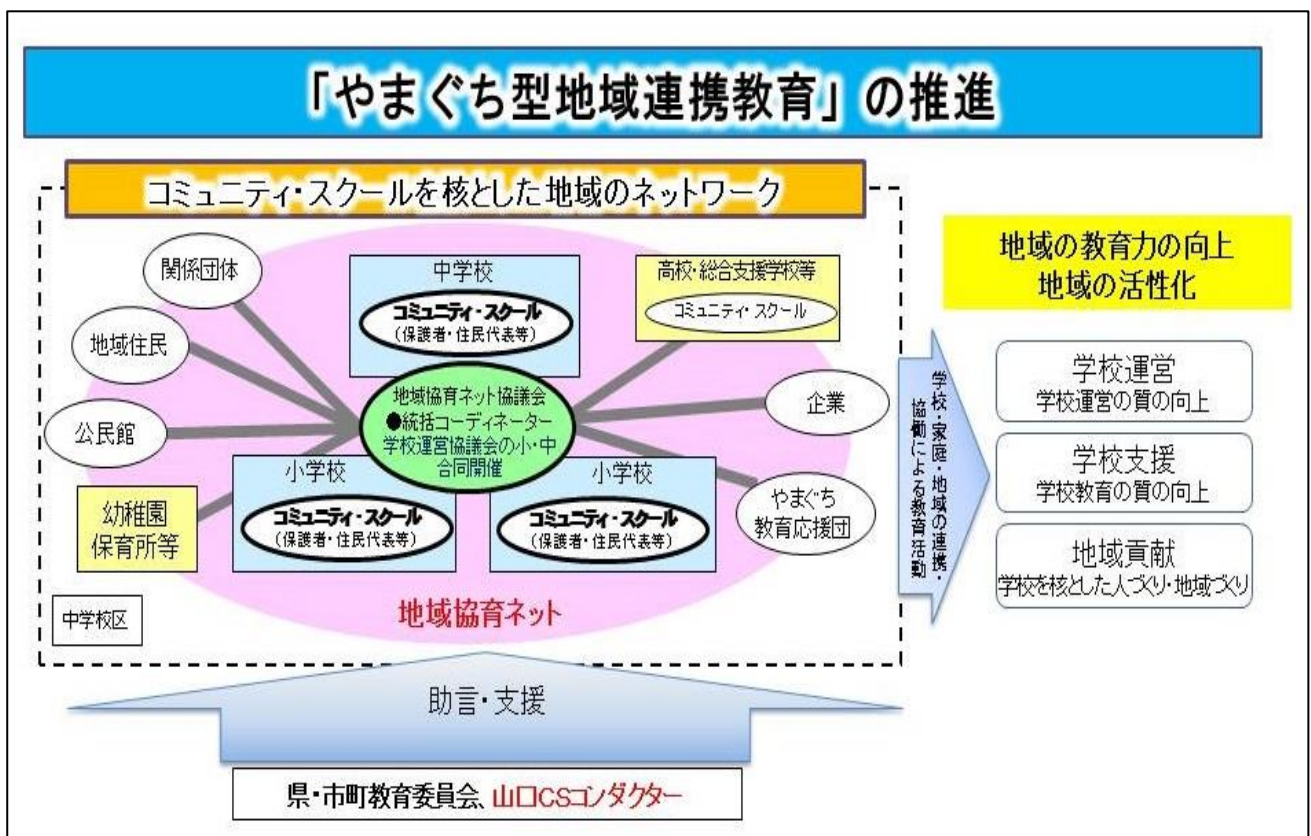 「やまぐち型地域連携教育」の推進
コミュニティ・スクールを核とした地域のネットワーク
関係団体
地域住民
公民館
幼稚園
保育所等
中学校区
中学校
コミュニティ・スクール
(保護者・住民代表等)
高校・総合支援学校等
コミュニティ・スクール
地域協育ネット協議会
●統括コーディネーター
学校運営協議会の小・中
合同開催
小学校
コミュニティ・スクール
(保護者・住民代表等)
小学校
コミュニティ・スクール
(保護者・住民代表等)
企業
やまぐち
教育応援団
地域協育ネット
学校・家庭・地域の連携・
協働による教育活動
地域の教育力の向上
地域の活性化
学校運営
学校運営の質の向上
学校支援
学校教育の質の向上
地域貢献
学校を核とした人づくり・地域づくり
助言・支援
県・市町教育委員会、山口CSコンダクター